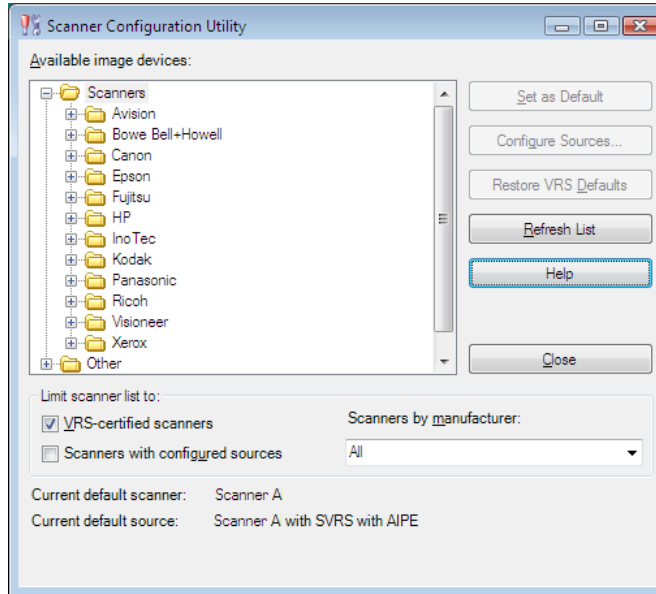 Scanner Configuration Utility
Available image devices:
Scanners
Avision
Bowe Bell+Howell
Canon
Epson
Fujitsu
HP
InoTec
Kodak
Panasonic
Ricoh
Visioneer
Xerox
Other
Set as Default
Configure Sources...
Restore VRS Defaults
Refresh List
Help
Close
Limit scanner list to:
VRS-certified scanners
Scanners with configured sources
Scanners by manufacturer:
All
Current default scanner: Scanner A
Current default source: Scanner A with SVRS with AIPE